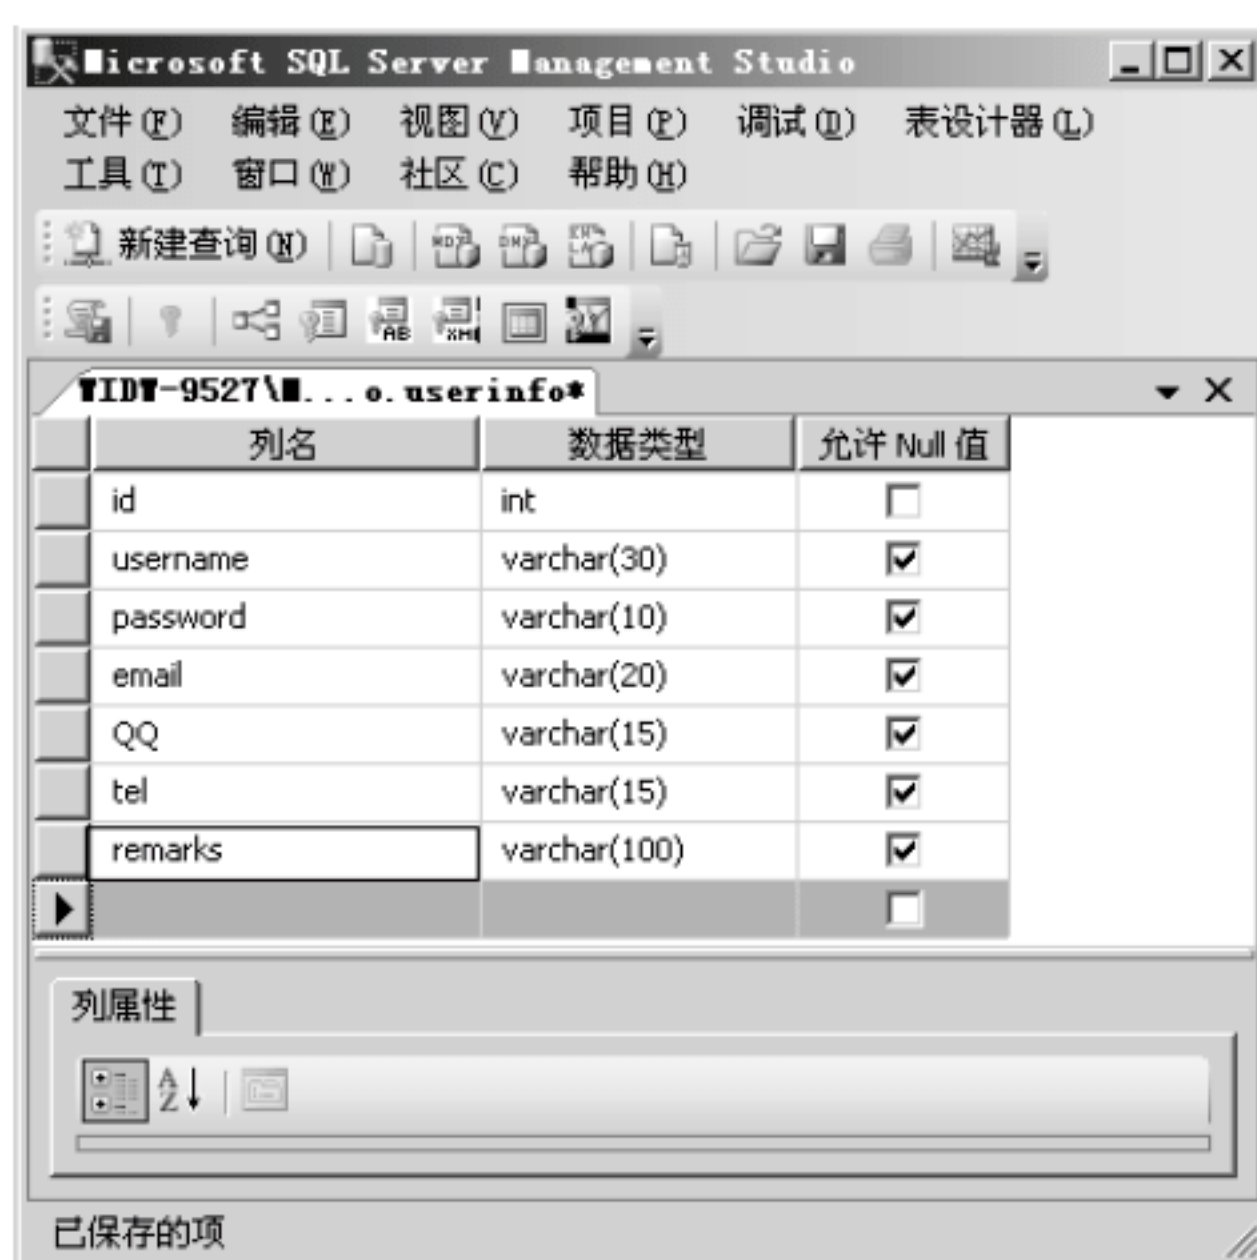 Microsoft SQL Server Management Studio
文件(F) 编辑(E) 视图(V) 项目(P) 调试(D) 表设计器(L)
工具(T) 窗口(W) 社区(C) 帮助(H)
新建查询(N)
AB
列名 数据类型 允许 Null 值
id int
username varchar(30)
password varchar(10)
email varchar(20)
QQ varchar(15)
tel varchar(15)
remarks varchar(100)
列属性
AZ
已保存的项